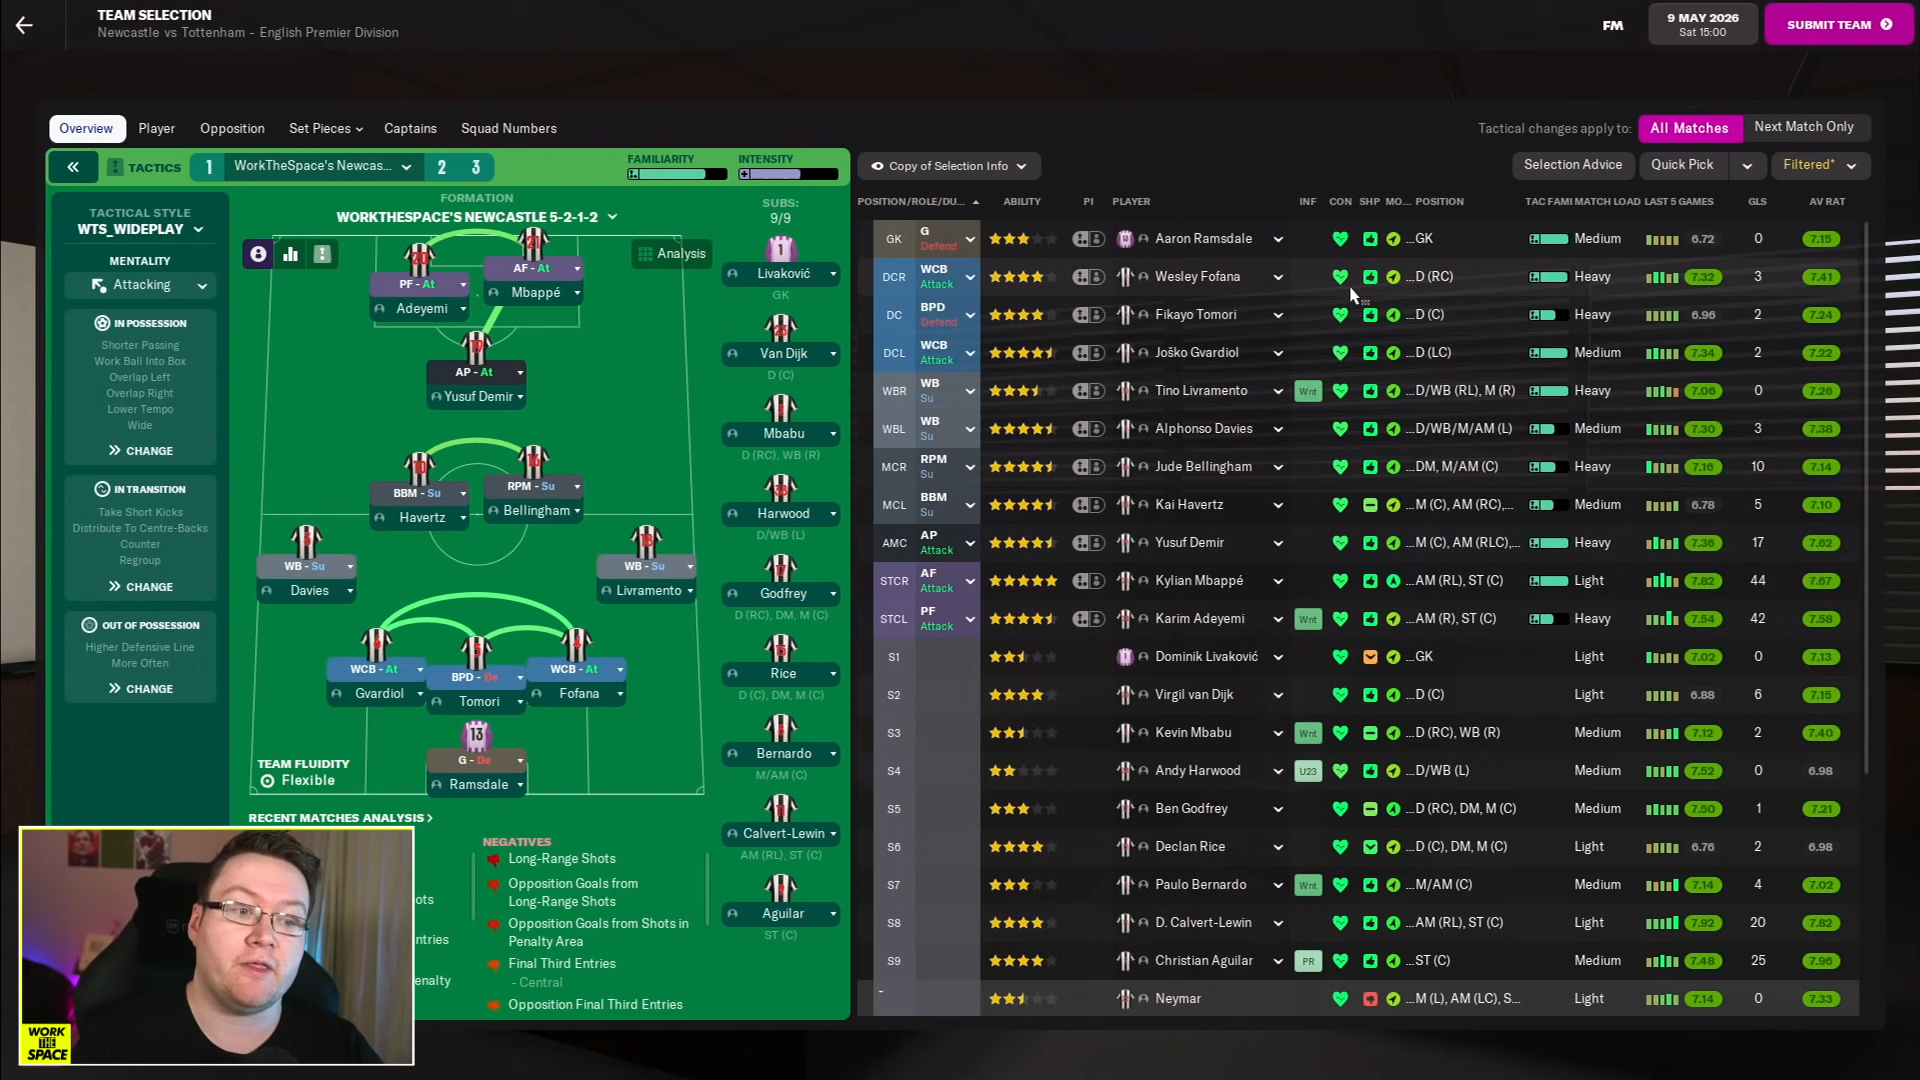 TEAM SELECTION
Newcastle vs Tottenham - English Premier Division
FM
9 MAY 2026
Sat 15:00
SUBMIT TEAM
Overview Player Opposition Set Pieces Captains Squad Numbers
Tactical changes apply to: All Matches Next Match Only
TACTICS 1 WorkTheSpace's Newcas... 2 3
FAMILIARITY INTENSITY
Copy of Selection Info
Selection Advice Quick Pick Filtered*
TACTICAL STYLE
WTS_WIDEPLAY
MENTALITY
Attacking
IN POSSESSION
Shorter Passing
Work Ball Into Box
Overlap Left
Overlap Right
Lower Tempo
Wide
CHANGE
IN TRANSITION
Take Short Kicks
Distribute To Centre-Backs
Counter
Regroup
CHANGE
OUT OF POSSESSION
Higher Defensive Line
More Often
CHANGE
FORMATION
WORKTHESPACE'S NEWCASTLE 5-2-1-2
Analysis
PF - At
Adeyemi
AF - At
Mbappé
AP - At
Yusuf Demir
BBM - Su
Havertz
RPM - Su
Bellingham
WB - Su
Davies
WB - Su
Livramento
WCB - At
Gvardiol
BPD - De
Tomori
WCB - At
Fofana
13
G - De
Ramsdale
TEAM FLUIDITY
Flexible
RECENT MATCHES ANALYSIS
NEGATIVES
Long-Range Shots
Opposition Goals from
Long-Range Shots
Opposition Goals from Shots in
Penalty Area
Final Third Entries
- Central
Opposition Final Third Entries
ots
entries
enalty
SUBS:
9/9
1
Livaković
GK
Van Dijk
D (C)
Mbabu
D (RC), WB (R)
Harwood
D/WB (L)
Godfrey
D (RC), DM, M (C)
Rice
D (C), DM, M (C)
Bernardo
M/AM (C)
Calvert-Lewin
AM (RL), ST (C)
Aguilar
ST (C)
POSITION/ROLE/DU... ABILITY PI PLAYER INF CON SHP MO... POSITION TAC FAMI MATCH LOAD LAST 5 GAMES GLS AV RAT
GK G Defend Aaron Ramsdale ...GK Medium 6.72 0 7.15
DCR WCB Attack Wesley Fofana ...D (RC) Heavy 7.32 3 7.41
DC BPD Defend Fikayo Tomori ...D (C) Heavy 6.96 2 7.24
DCL WCB Attack Joško Gvardiol ...D (LC) Medium 7.34 2 7.22
WBR WB Su Tino Livramento Wnt ...D/WB (RL), M (R) Heavy 7.06 0 7.26
WBL WB Su Alphonso Davies ...D/WB/M/AM (L) Medium 7.30 3 7.38
MCR RPM Su Jude Bellingham ...DM, M/AM (C) Heavy 7.16 10 7.14
MCL BBM Su Kai Havertz ...M (C), AM (RC),... Medium 6.78 5 7.10
AMC AP Attack Yusuf Demir ...M (C), AM (RLC),... Heavy 7.36 17 7.62
STCR AF Attack Kylian Mbappé ...AM (RL), ST (C) Light 7.82 44 7.67
STCL PF Attack Karim Adeyemi Wnt ...AM (R), ST (C) Heavy 7.54 42 7.58
S1 Dominik Livaković ...GK Light 7.02 0 7.13
S2 Virgil van Dijk ...D (C) Light 6.88 6 7.15
S3 Kevin Mbabu Wnt ...D (RC), WB (R) Medium 7.12 2 7.40
S4 Andy Harwood U23 ...D/WB (L) Medium 7.52 0 6.98
S5 Ben Godfrey ...D (RC), DM, M (C) Medium 7.50 1 7.21
S6 Declan Rice ...D (C), DM, M (C) Light 6.76 2 6.98
S7 Paulo Bernardo Wnt ...M/AM (C) Medium 7.14 4 7.02
S8 D. Calvert-Lewin ...AM (RL), ST (C) Light 7.92 20 7.82
S9 Christian Aguilar PR ...ST (C) Medium 7.48 25 7.96
- Neymar ...M (L), AM (LC), S... Light 7.14 0 7.33
WORK
THE
SPACE